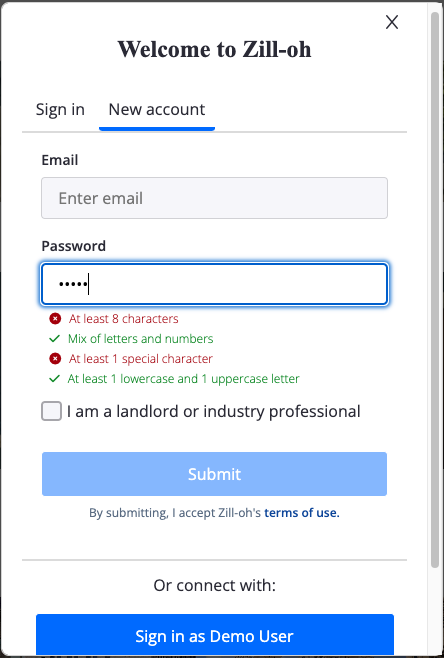 Welcome to Zill-oh
Sign in New account
Email
Enter email
Password
•••••
At least 8 characters
Mix of letters and numbers
At least 1 special character
At least 1 lowercase and 1 uppercase letter
I am a landlord or industry professional
Submit
By submitting, I accept Zill-oh's terms of use.
Or connect with:
Sign in as Demo User